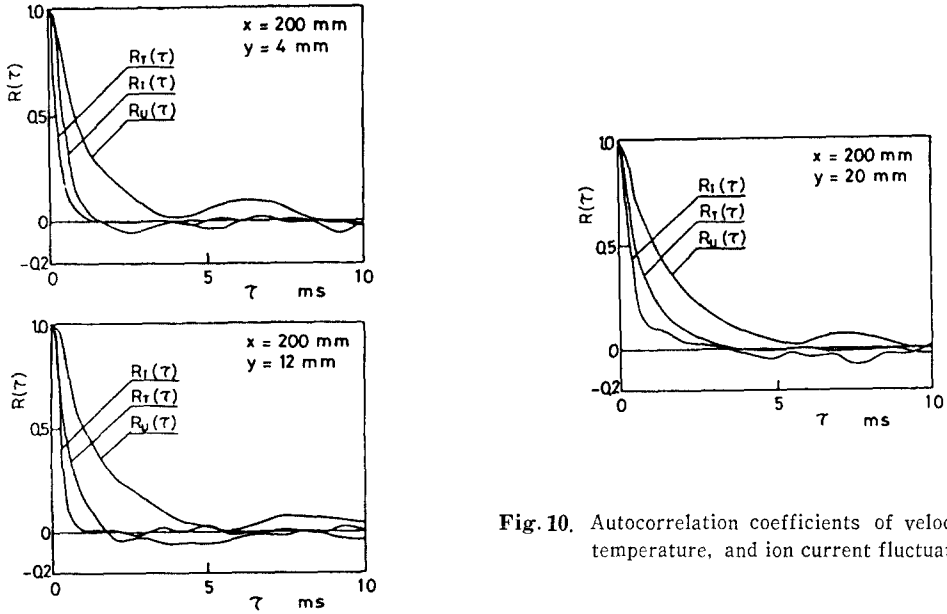 1.0
x = 200 mm
y = 4 mm
R_T(τ)
R_I(τ)
R_U(τ)
R(τ)
0.5
0
-0.2
0 5 10
τ ms
1.0
x = 200 mm
y = 12 mm
R_I(τ)
R_T(τ)
R_U(τ)
R(τ)
0.5
0
-0.2
0 5 10
τ ms
1.0
x = 200 mm
y = 20 mm
R_I(τ)
R_T(τ)
R_U(τ)
R(τ)
0.5
0
-0.2
0 5 10
τ ms
Fig. 10. Autocorrelation coefficients of veloc
temperature, and ion current fluctua